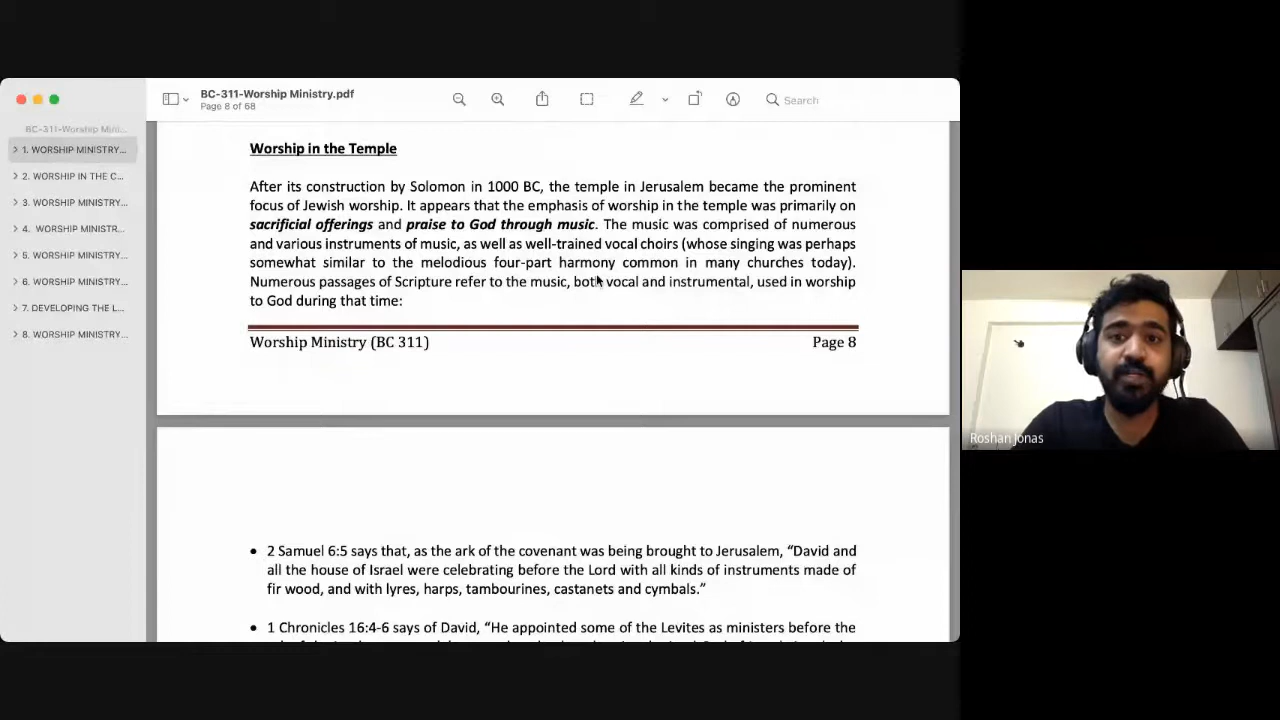 BC-311-Worship Ministry.pdf
Page 8 of 68
Search
BC-311-Worship Mini...
1. WORSHIP MINISTRY...
2. WORSHIP IN THE C...
3. WORSHIP MINISTRY...
4. WORSHIP MINISTR...
5. WORSHIP MINISTRY...
6. WORSHIP MINISTRY...
7. DEVELOPING THE L...
8. WORSHIP MINISTRY...
Worship in the Temple
After its construction by Solomon in 1000 BC, the temple in Jerusalem became the prominent
focus of Jewish worship. It appears that the emphasis of worship in the temple was primarily on
sacrificial offerings and praise to God through music. The music was comprised of numerous
and various instruments of music, as well as well-trained vocal choirs (whose singing was perhaps
somewhat similar to the melodious four-part harmony common in many churches today).
Numerous passages of Scripture refer to the music, both vocal and instrumental, used in worship
to God during that time:
Worship Ministry (BC 311)
Page 8
• 2 Samuel 6:5 says that, as the ark of the covenant was being brought to Jerusalem, “David and
all the house of Israel were celebrating before the Lord with all kinds of instruments made of
fir wood, and with lyres, harps, tambourines, castanets and cymbals.”
• 1 Chronicles 16:4-6 says of David, “He appointed some of the Levites as ministers before the
Roshan Jonas